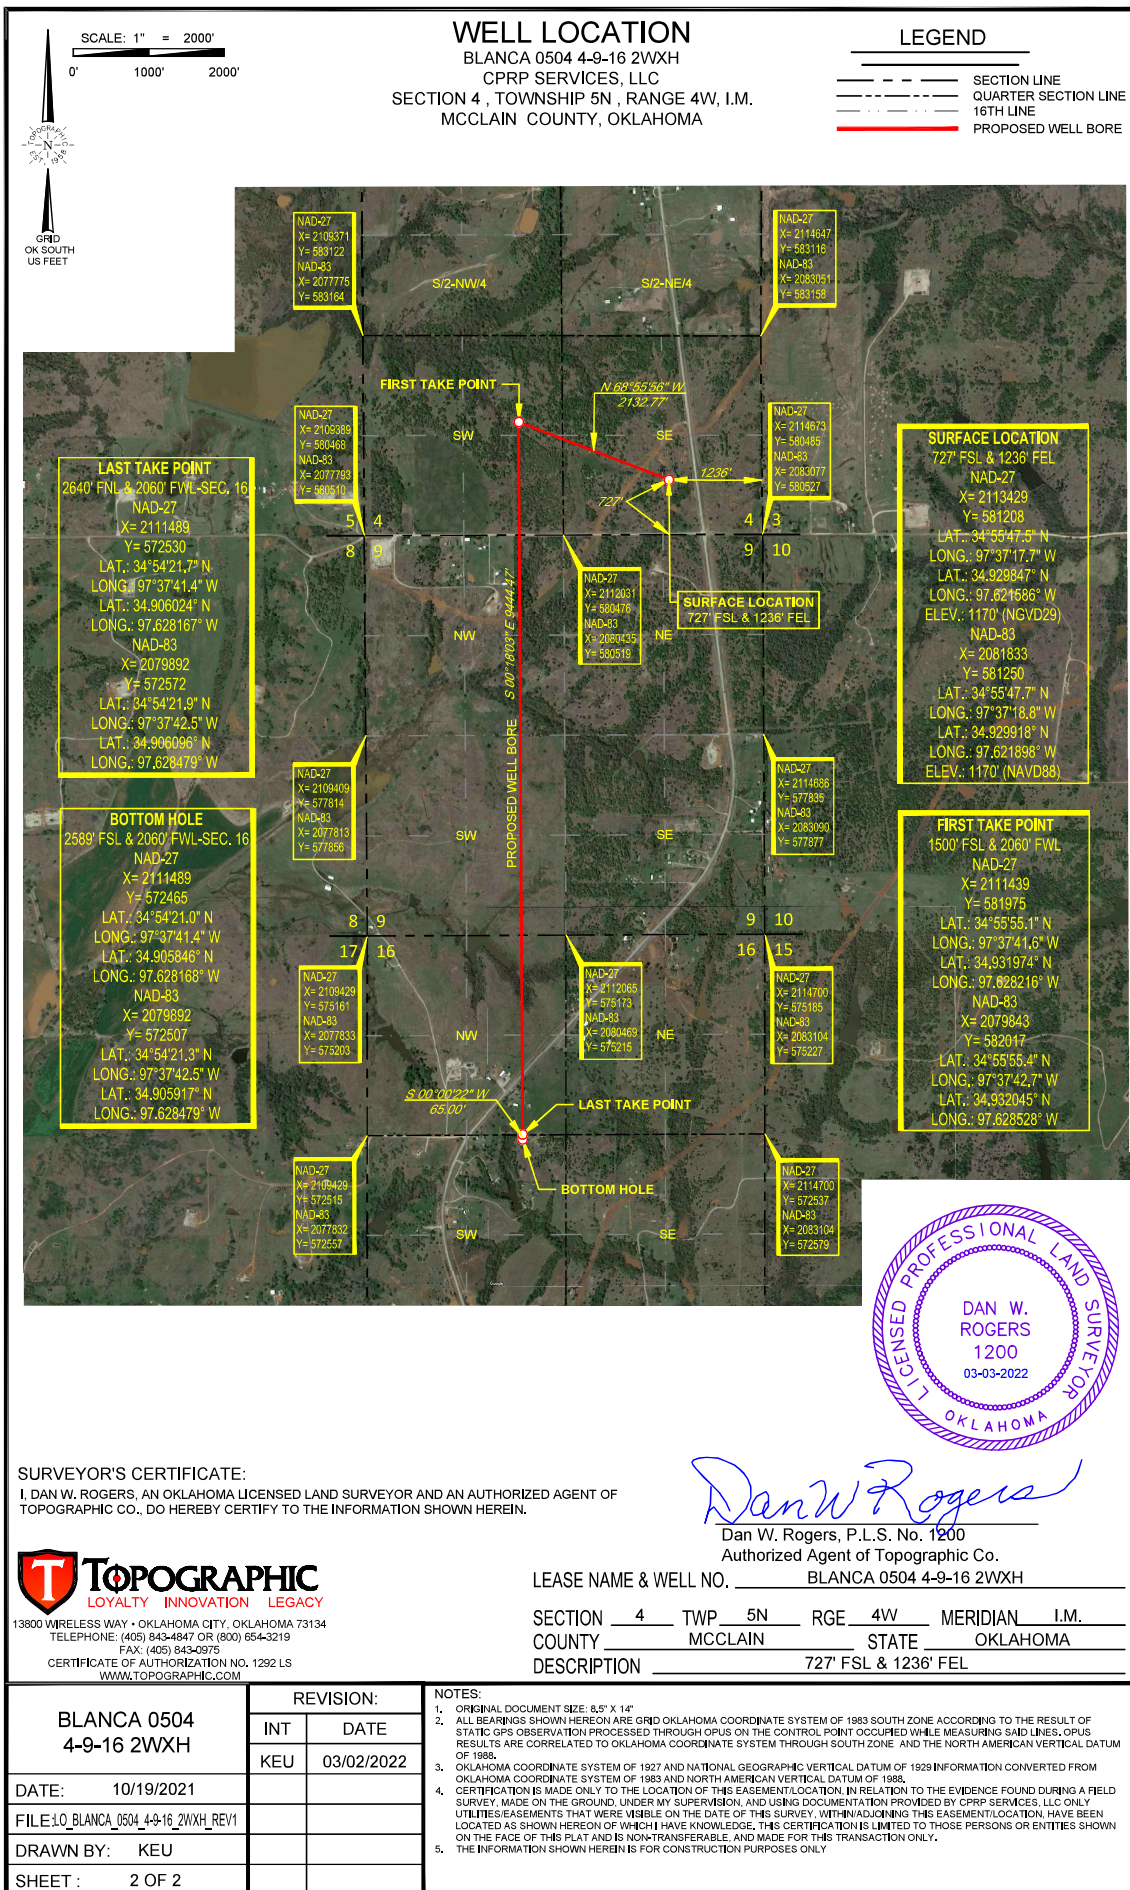 WELL LOCATION
BLANCA 0504 4-9-16 2WXH
CPRP SERVICES, LLC
SECTION 4 , TOWNSHIP 5N , RANGE 4W, I.M.
MCCLAIN COUNTY, OKLAHOMA
SCALE: 1" = 2000'
0' 1000' 2000'
TOPOGRAPHIC
N
EST. 1958
GRID
OK SOUTH
US FEET
LEGEND
SECTION LINE
QUARTER SECTION LINE
16TH LINE
PROPOSED WELL BORE
NAD-27
X= 2109371
Y= 583122
NAD-83
X= 2077775
Y= 583164
S/2-NW/4
S/2-NE/4
NAD-27
X= 2114647
Y= 583116
NAD-83
X= 2083051
Y= 583158
FIRST TAKE POINT
N 68°55'56" W
2132.77'
NAD-27
X= 2109389
Y= 580468
NAD-83
X= 2077793
Y= 580510
SW
SE
1236'
727'
NAD-27
X= 2114673
Y= 580485
NAD-83
X= 2083077
Y= 580527
5 4
8 9
4 3
9 10
LAST TAKE POINT
2640' FNL & 2060' FWL-SEC. 16
NAD-27
X= 2111489
Y= 572530
LAT.: 34°54'21.7" N
LONG.: 97°37'41.4" W
LAT.: 34.906024° N
LONG.: 97.628167° W
NAD-83
X= 2079892
Y= 572572
LAT.: 34°54'21.9" N
LONG.: 97°37'42.5" W
LAT.: 34.906096° N
LONG.: 97.628479° W
SURFACE LOCATION
727' FSL & 1236' FEL
NAD-27
X= 2113429
Y= 581208
LAT.: 34°55'47.5" N
LONG.: 97°37'17.7" W
LAT.: 34.929847° N
LONG.: 97.621586° W
ELEV.: 1170' (NGVD29)
NAD-83
X= 2081833
Y= 581250
LAT.: 34°55'47.7" N
LONG.: 97°37'18.8" W
LAT.: 34.929918° N
LONG.: 97.621898° W
ELEV.: 1170' (NAVD88)
NAD-27
X= 2112031
Y= 580476
NAD-83
X= 2080435
Y= 580519
SURFACE LOCATION
727' FSL & 1236' FEL
NW
NE
S 00°18'03" E 9444.47'
PROPOSED WELL BORE
NAD-27
X= 2109409
Y= 577814
NAD-83
X= 2077813
Y= 577856
SW
SE
NAD-27
X= 2114686
Y= 577835
NAD-83
X= 2083090
Y= 577877
BOTTOM HOLE
2589' FSL & 2060' FWL-SEC. 16
NAD-27
X= 2111489
Y= 572465
LAT.: 34°54'21.0" N
LONG.: 97°37'41.4" W
LAT.: 34.905846° N
LONG.: 97.628168° W
NAD-83
X= 2079892
Y= 572507
LAT.: 34°54'21.3" N
LONG.: 97°37'42.5" W
LAT.: 34.905917° N
LONG.: 97.628479° W
FIRST TAKE POINT
1500' FSL & 2060' FWL
NAD-27
X= 2111439
Y= 581975
LAT.: 34°55'55.1" N
LONG.: 97°37'41.6" W
LAT.: 34.931974° N
LONG.: 97.628216° W
NAD-83
X= 2079843
Y= 582017
LAT.: 34°55'55.4" N
LONG.: 97°37'42.7" W
LAT.: 34.932045° N
LONG.: 97.628528° W
8 9
17 16
9 10
16 15
NAD-27
X= 2109429
Y= 575161
NAD-83
X= 2077833
Y= 575203
NW
NAD-27
X= 2112065
Y= 575173
NAD-83
X= 2080469
Y= 575215
NE
NAD-27
X= 2114700
Y= 575185
NAD-83
X= 2083104
Y= 575227
S 00°00'22" W
65.00'
LAST TAKE POINT
BOTTOM HOLE
NAD-27
X= 2109429
Y= 572515
NAD-83
X= 2077832
Y= 572557
SW
SE
NAD-27
X= 2114700
Y= 572537
NAD-83
X= 2083104
Y= 572579
LICENSED PROFESSIONAL LAND SURVEYOR
DAN W.
ROGERS
1200
03-03-2022
OKLAHOMA
SURVEYOR'S CERTIFICATE:
I, DAN W. ROGERS, AN OKLAHOMA LICENSED LAND SURVEYOR AND AN AUTHORIZED AGENT OF
TOPOGRAPHIC CO., DO HEREBY CERTIFY TO THE INFORMATION SHOWN HEREIN.
Dan W Rogers
Dan W. Rogers, P.L.S. No. 1200
Authorized Agent of Topographic Co.
T TOPOGRAPHIC
LOYALTY INNOVATION LEGACY
13800 WIRELESS WAY • OKLAHOMA CITY, OKLAHOMA 73134
TELEPHONE: (405) 843-4847 OR (800) 654-3219
FAX: (405) 843-0975
CERTIFICATE OF AUTHORIZATION NO. 1292 LS
WWW.TOPOGRAPHIC.COM
LEASE NAME & WELL NO. BLANCA 0504 4-9-16 2WXH
SECTION 4 TWP 5N RGE 4W MERIDIAN I.M.
COUNTY MCCLAIN STATE OKLAHOMA
DESCRIPTION 727' FSL & 1236' FEL
BLANCA 0504
4-9-16 2WXH
REVISION:
INT DATE
KEU 03/02/2022
DATE: 10/19/2021
FILE:LO_BLANCA_0504_4-9-16_2WXH_REV1
DRAWN BY: KEU
SHEET : 2 OF 2
NOTES:
1. ORIGINAL DOCUMENT SIZE: 8.5" X 14"
2. ALL BEARINGS SHOWN HEREON ARE GRID OKLAHOMA COORDINATE SYSTEM OF 1983 SOUTH ZONE ACCORDING TO THE RESULT OF
STATIC GPS OBSERVATION PROCESSED THROUGH OPUS ON THE CONTROL POINT OCCUPIED WHILE MEASURING SAID LINES. OPUS
RESULTS ARE CORRELATED TO OKLAHOMA COORDINATE SYSTEM THROUGH SOUTH ZONE AND THE NORTH AMERICAN VERTICAL DATUM
OF 1988.
3. OKLAHOMA COORDINATE SYSTEM OF 1927 AND NATIONAL GEOGRAPHIC VERTICAL DATUM OF 1929 INFORMATION CONVERTED FROM
OKLAHOMA COORDINATE SYSTEM OF 1983 AND NORTH AMERICAN VERTICAL DATUM OF 1988.
4. CERTIFICATION IS MADE ONLY TO THE LOCATION OF THIS EASEMENT/LOCATION, IN RELATION TO THE EVIDENCE FOUND DURING A FIELD
SURVEY, MADE ON THE GROUND, UNDER MY SUPERVISION, AND USING DOCUMENTATION PROVIDED BY CPRP SERVICES, LLC ONLY
UTILITIES/EASEMENTS THAT WERE VISIBLE ON THE DATE OF THIS SURVEY, WITHIN/ADJOINING THIS EASEMENT/LOCATION, HAVE BEEN
LOCATED AS SHOWN HEREON OF WHICH I HAVE KNOWLEDGE. THIS CERTIFICATION IS LIMITED TO THOSE PERSONS OR ENTITIES SHOWN
ON THE FACE OF THIS PLAT AND IS NON-TRANSFERABLE, AND MADE FOR THIS TRANSACTION ONLY.
5. THE INFORMATION SHOWN HEREIN IS FOR CONSTRUCTION PURPOSES ONLY